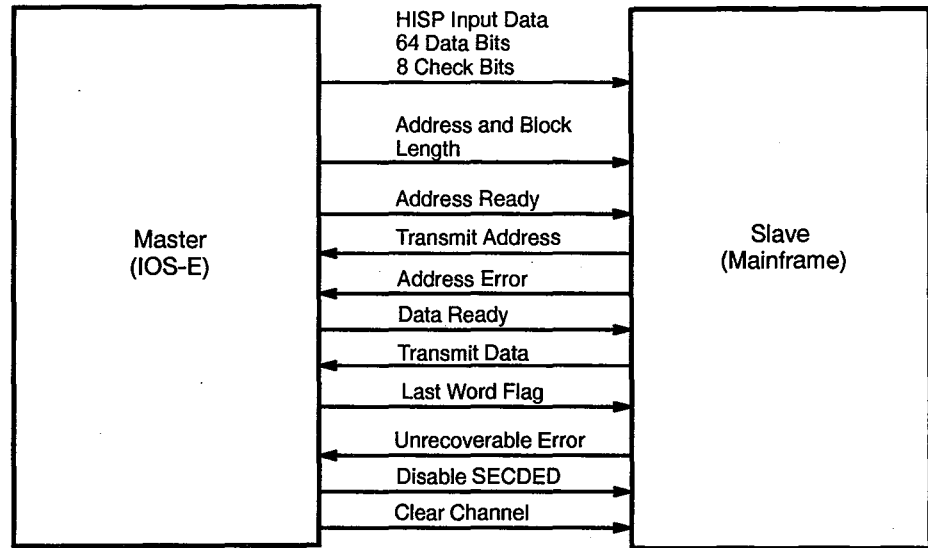 HISP Input Data
64 Data Bits
8 Check Bits
Address and Block
Length
Address Ready
Master
(IOS-E)
Transmit Address
Slave
(Mainframe)
Address Error
Data Ready
Transmit Data
Last Word Flag
Unrecoverable Error
Disable SECDED
Clear Channel